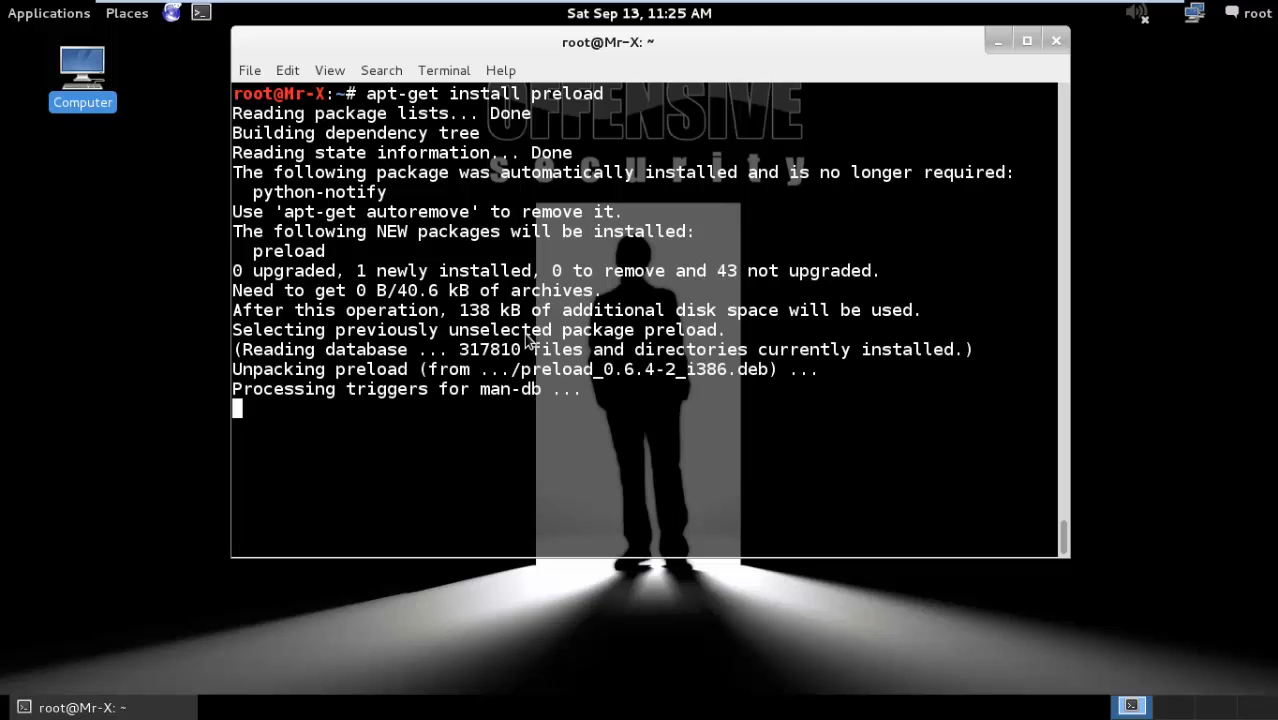 Applications Places Sat Sep 13, 11:25 AM root
root@Mr-X: ~
File Edit View Search Terminal Help
Computer
root@Mr-X:~# apt-get install preload
Reading package lists... Done
Building dependency tree
Reading state information... Done
The following package was automatically installed and is no longer required:
  python-notify
Use 'apt-get autoremove' to remove it.
The following NEW packages will be installed:
  preload
0 upgraded, 1 newly installed, 0 to remove and 43 not upgraded.
Need to get 0 B/40.6 kB of archives.
After this operation, 138 kB of additional disk space will be used.
Selecting previously unselected package preload.
(Reading database ... 317810 files and directories currently installed.)
Unpacking preload (from .../preload_0.6.4-2_i386.deb) ...
Processing triggers for man-db ...
OFFENSIVE
security
root@Mr-X: ~